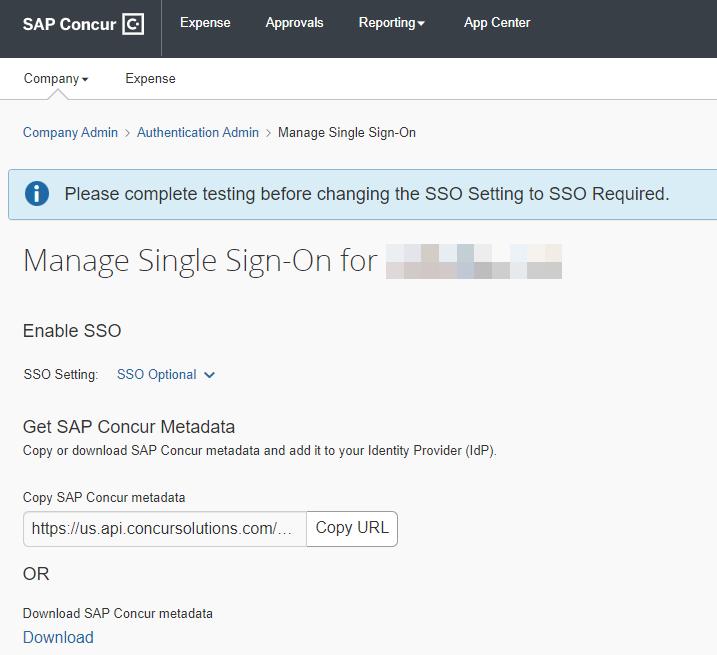 SAP Concur C
Expense
Approvals
Reporting
App Center
Company
Expense
Company Admin > Authentication Admin > Manage Single Sign-On
Please complete testing before changing the SSO Setting to SSO Required.
Manage Single Sign-On for
Enable SSO
SSO Setting: SSO Optional
Get SAP Concur Metadata
Copy or download SAP Concur metadata and add it to your Identity Provider (IdP).
Copy SAP Concur metadata
https://us.api.concursolutions.com/... Copy URL
OR
Download SAP Concur metadata
Download